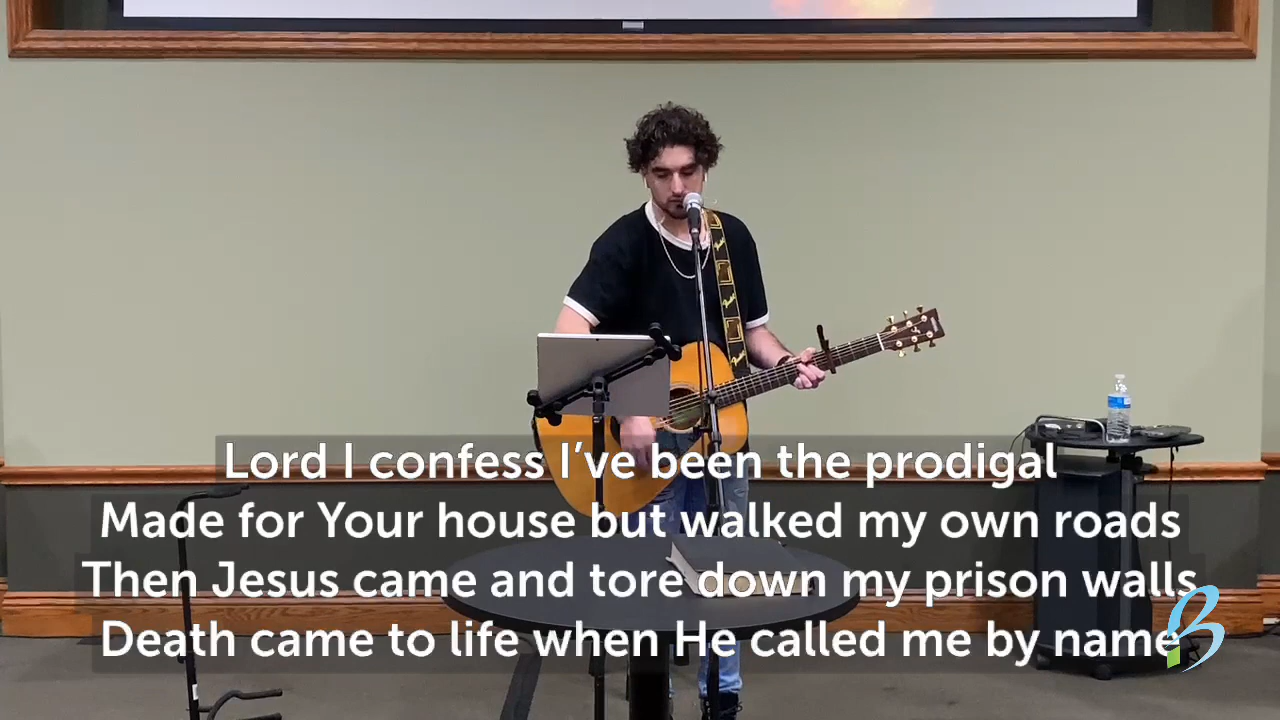 Lord I confess I've been the prodigal
Made for Your house but walked my own roads
Then Jesus came and tore down my prison walls
Death came to life when He called me by name